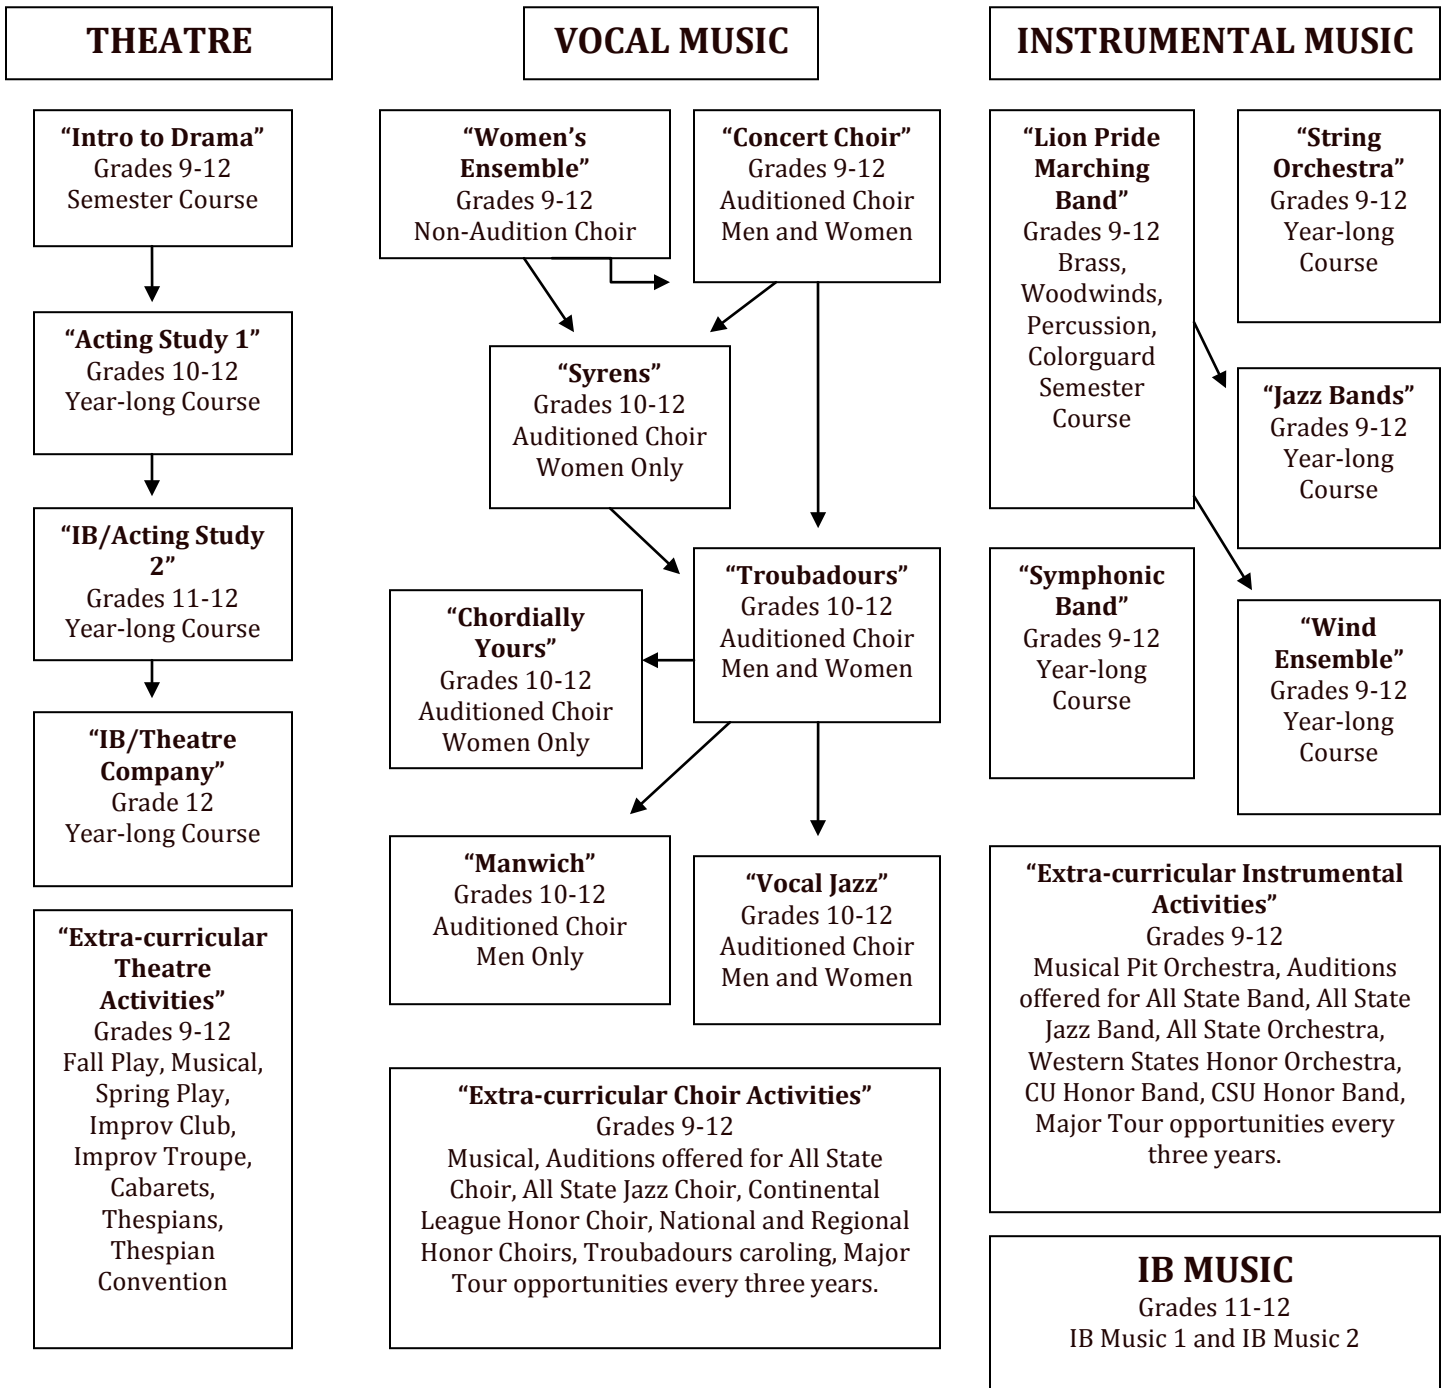 THEATRE
“Intro to Drama”
Grades 9-12
Semester Course
“Acting Study 1”
Grades 10-12
Year-long Course
“IB/Acting Study
2”
Grades 11-12
Year-long Course
“IB/Theatre
Company”
Grade 12
Year-long Course
“Extra-curricular
Theatre
Activities”
Grades 9-12
Fall Play, Musical,
Spring Play,
Improv Club,
Improv Troupe,
Cabarets,
Thespians,
Thespian
Convention
VOCAL MUSIC
“Women’s
Ensemble”
Grades 9-12
Non-Audition Choir
“Concert Choir”
Grades 9-12
Auditioned Choir
Men and Women
“Syrens”
Grades 10-12
Auditioned Choir
Women Only
“Troubadours”
Grades 10-12
Auditioned Choir
Men and Women
“Chordially
Yours”
Grades 10-12
Auditioned Choir
Women Only
“Manwich”
Grades 10-12
Auditioned Choir
Men Only
“Vocal Jazz”
Grades 10-12
Auditioned Choir
Men and Women
“Extra-curricular Choir Activities”
Grades 9-12
Musical, Auditions offered for All State
Choir, All State Jazz Choir, Continental
League Honor Choir, National and Regional
Honor Choirs, Troubadours caroling, Major
Tour opportunities every three years.
INSTRUMENTAL MUSIC
“Lion Pride
Marching
Band”
Grades 9-12
Brass,
Woodwinds,
Percussion,
Colorguard
Semester
Course
“String
Orchestra”
Grades 9-12
Year-long
Course
“Jazz Bands”
Grades 9-12
Year-long
Course
“Symphonic
Band”
Grades 9-12
Year-long
Course
“Wind
Ensemble”
Grades 9-12
Year-long
Course
“Extra-curricular Instrumental
Activities”
Grades 9-12
Musical Pit Orchestra, Auditions
offered for All State Band, All State
Jazz Band, All State Orchestra,
Western States Honor Orchestra,
CU Honor Band, CSU Honor Band,
Major Tour opportunities every
three years.
IB MUSIC
Grades 11-12
IB Music 1 and IB Music 2